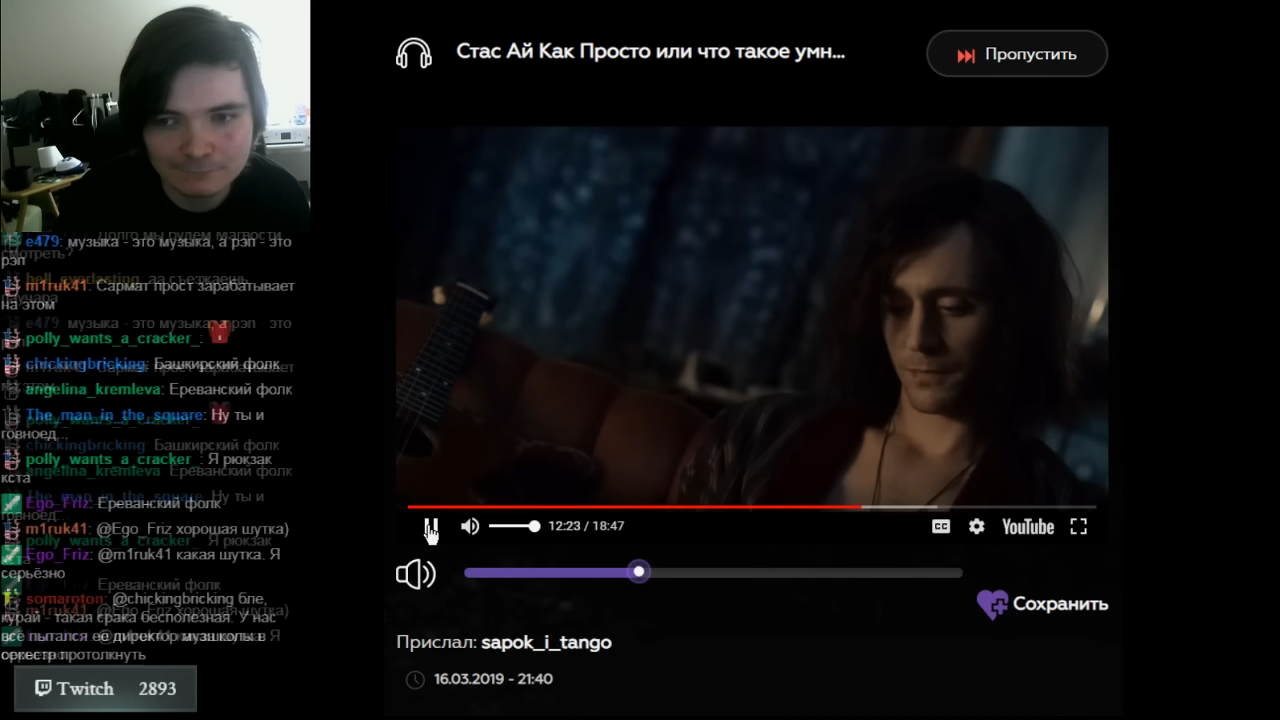 Стас Ай Как Просто или что такое умн...
Пропустить
e479: музыка - это музыка, а рэп - это
рэп
m1ruk41: Сармат прост зарабатывает
на этом
polly_wants_a_cracker_:
chickingbricking: Башкирский фолк
angelina_kremleva: Ереванский фолк
The_man_in_the_square: Ну ты и
говноед...
polly_wants_a_cracker_: Я рюкзак
кста
Ego_Friz: Ереванский фолк
m1ruk41: @Ego_Friz хорошая шутка)
Ego_Friz: @m1ruk41 какая шутка. Я
серьёзно
somaroton: @chickingbricking бле,
курай - такая срака бесполезная. У нас
все пытался её директор музшколы в
оркестр протолкнуть
Twitch 2893
12:23 / 18:47
CC
YouTube
Сохранить
Прислал: sapok_i_tango
16.03.2019 - 21:40